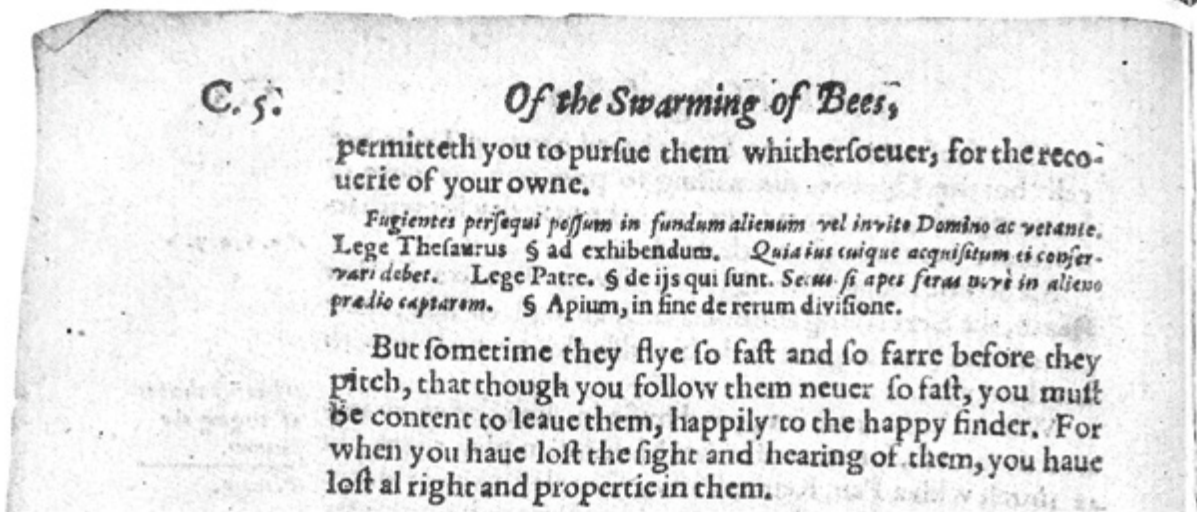 C. 5. Of the Swarming of Bees,
permitteth you to purſue them whitherſoeuer, for the reco-
uerie of your owne.
Fugientes perſequi poſſum in fundum alienum vel invito Domino ac vetante.
Lege Theſaurus § ad exhibendum. Quia ius cuique acquiſitum ei conſer-
vari debet. Lege Patre. § de ijs qui ſunt. Secus ſi apes feras in alieno
prædio captarem. § Apium, in fine de rerum diviſione.
But ſometime they flye ſo faſt and ſo farre before they
pitch, that though you follow them neuer ſo faſt, you muſt
be content to leaue them, happily to the happy finder. For
when you haue loſt the ſight and hearing of them, you haue
loſt al right and propertie in them.